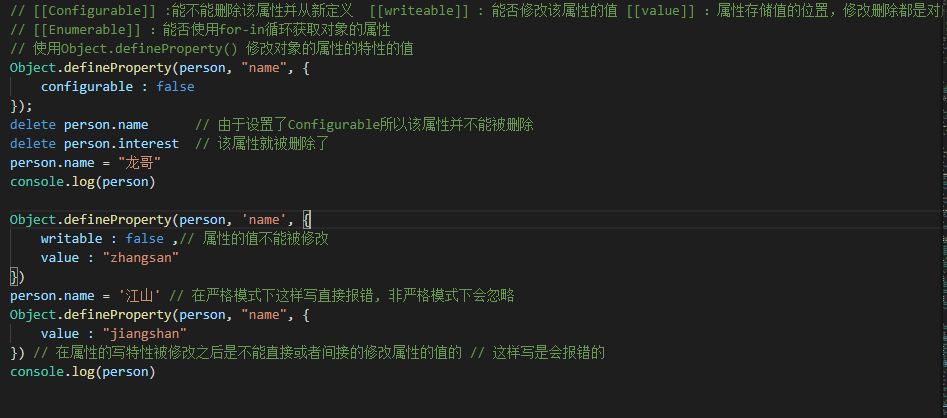 // [[Configurable]] :能不能删除该属性并从新定义  [[writeable]] : 能否修改该属性的值 [[value]] : 属性存储值的位置，修改删除都是对
// [[Enumerable]] : 能否使用for-in循环获取对象的属性
// 使用Object.defineProperty() 修改对象的属性的特性的值
Object.defineProperty(person, "name", {
    configurable : false
});
delete person.name      // 由于设置了Configurable所以该属性并不能被删除
delete person.interest  // 该属性就被删除了
person.name = "龙哥"
console.log(person)
Object.defineProperty(person, 'name', {
    writable : false ,// 属性的值不能被修改
    value : "zhangsan"
})
person.name = '江山' // 在严格模式下这样写直接报错, 非严格模式下会忽略
Object.defineProperty(person, "name", {
    value : "jiangshan"
}) // 在属性的写特性被修改之后是不能直接或者间接的修改属性的值的 // 这样写是会报错的
console.log(person)